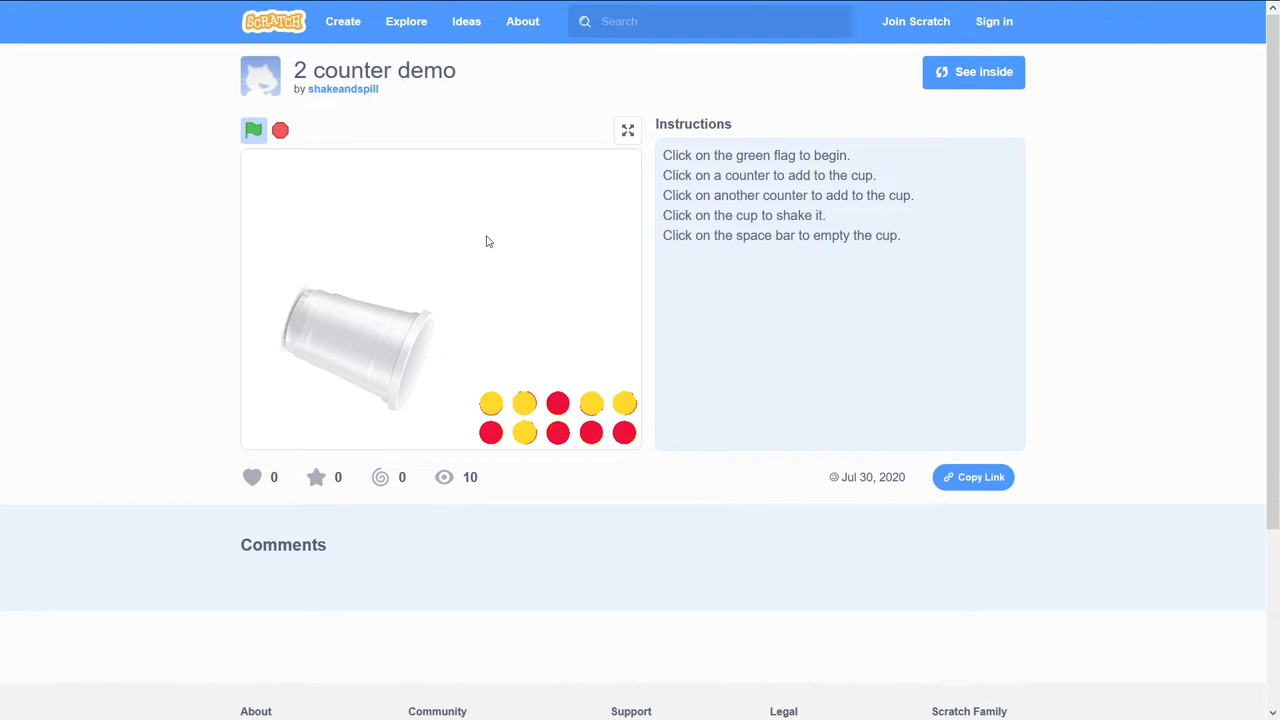 SCRATCH Create Explore Ideas About Search Join Scratch Sign in
2 counter demo
by shakeandspill
See inside
Instructions
Click on the green flag to begin.
Click on a counter to add to the cup.
Click on another counter to add to the cup.
Click on the cup to shake it.
Click on the space bar to empty the cup.
0 0 0 10 © Jul 30, 2020 Copy Link
Comments
About Community Support Legal Scratch Family